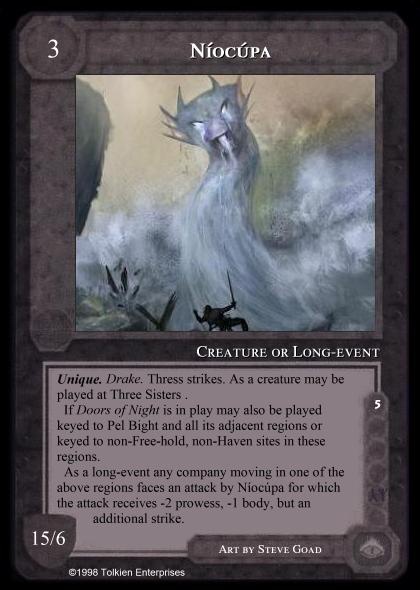 3
Níocúpa
Creature or Long-event
Unique. Drake. Thress strikes. As a creature may be
played at Three Sisters .
If Doors of Night is in play may also be played
keyed to Pel Bight and all its adjacent regions or
keyed to non-Free-hold, non-Haven sites in these
regions.
As a long-event any company moving in one of the
above regions faces an attack by Níocúpa for which
the attack receives -2 prowess, -1 body, but an
additional strike.
5
15/6
Art by Steve Goad
©1998 Tolkien Enterprises